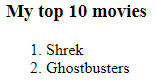 My top 10 movies
1. Shrek
2. Ghostbusters